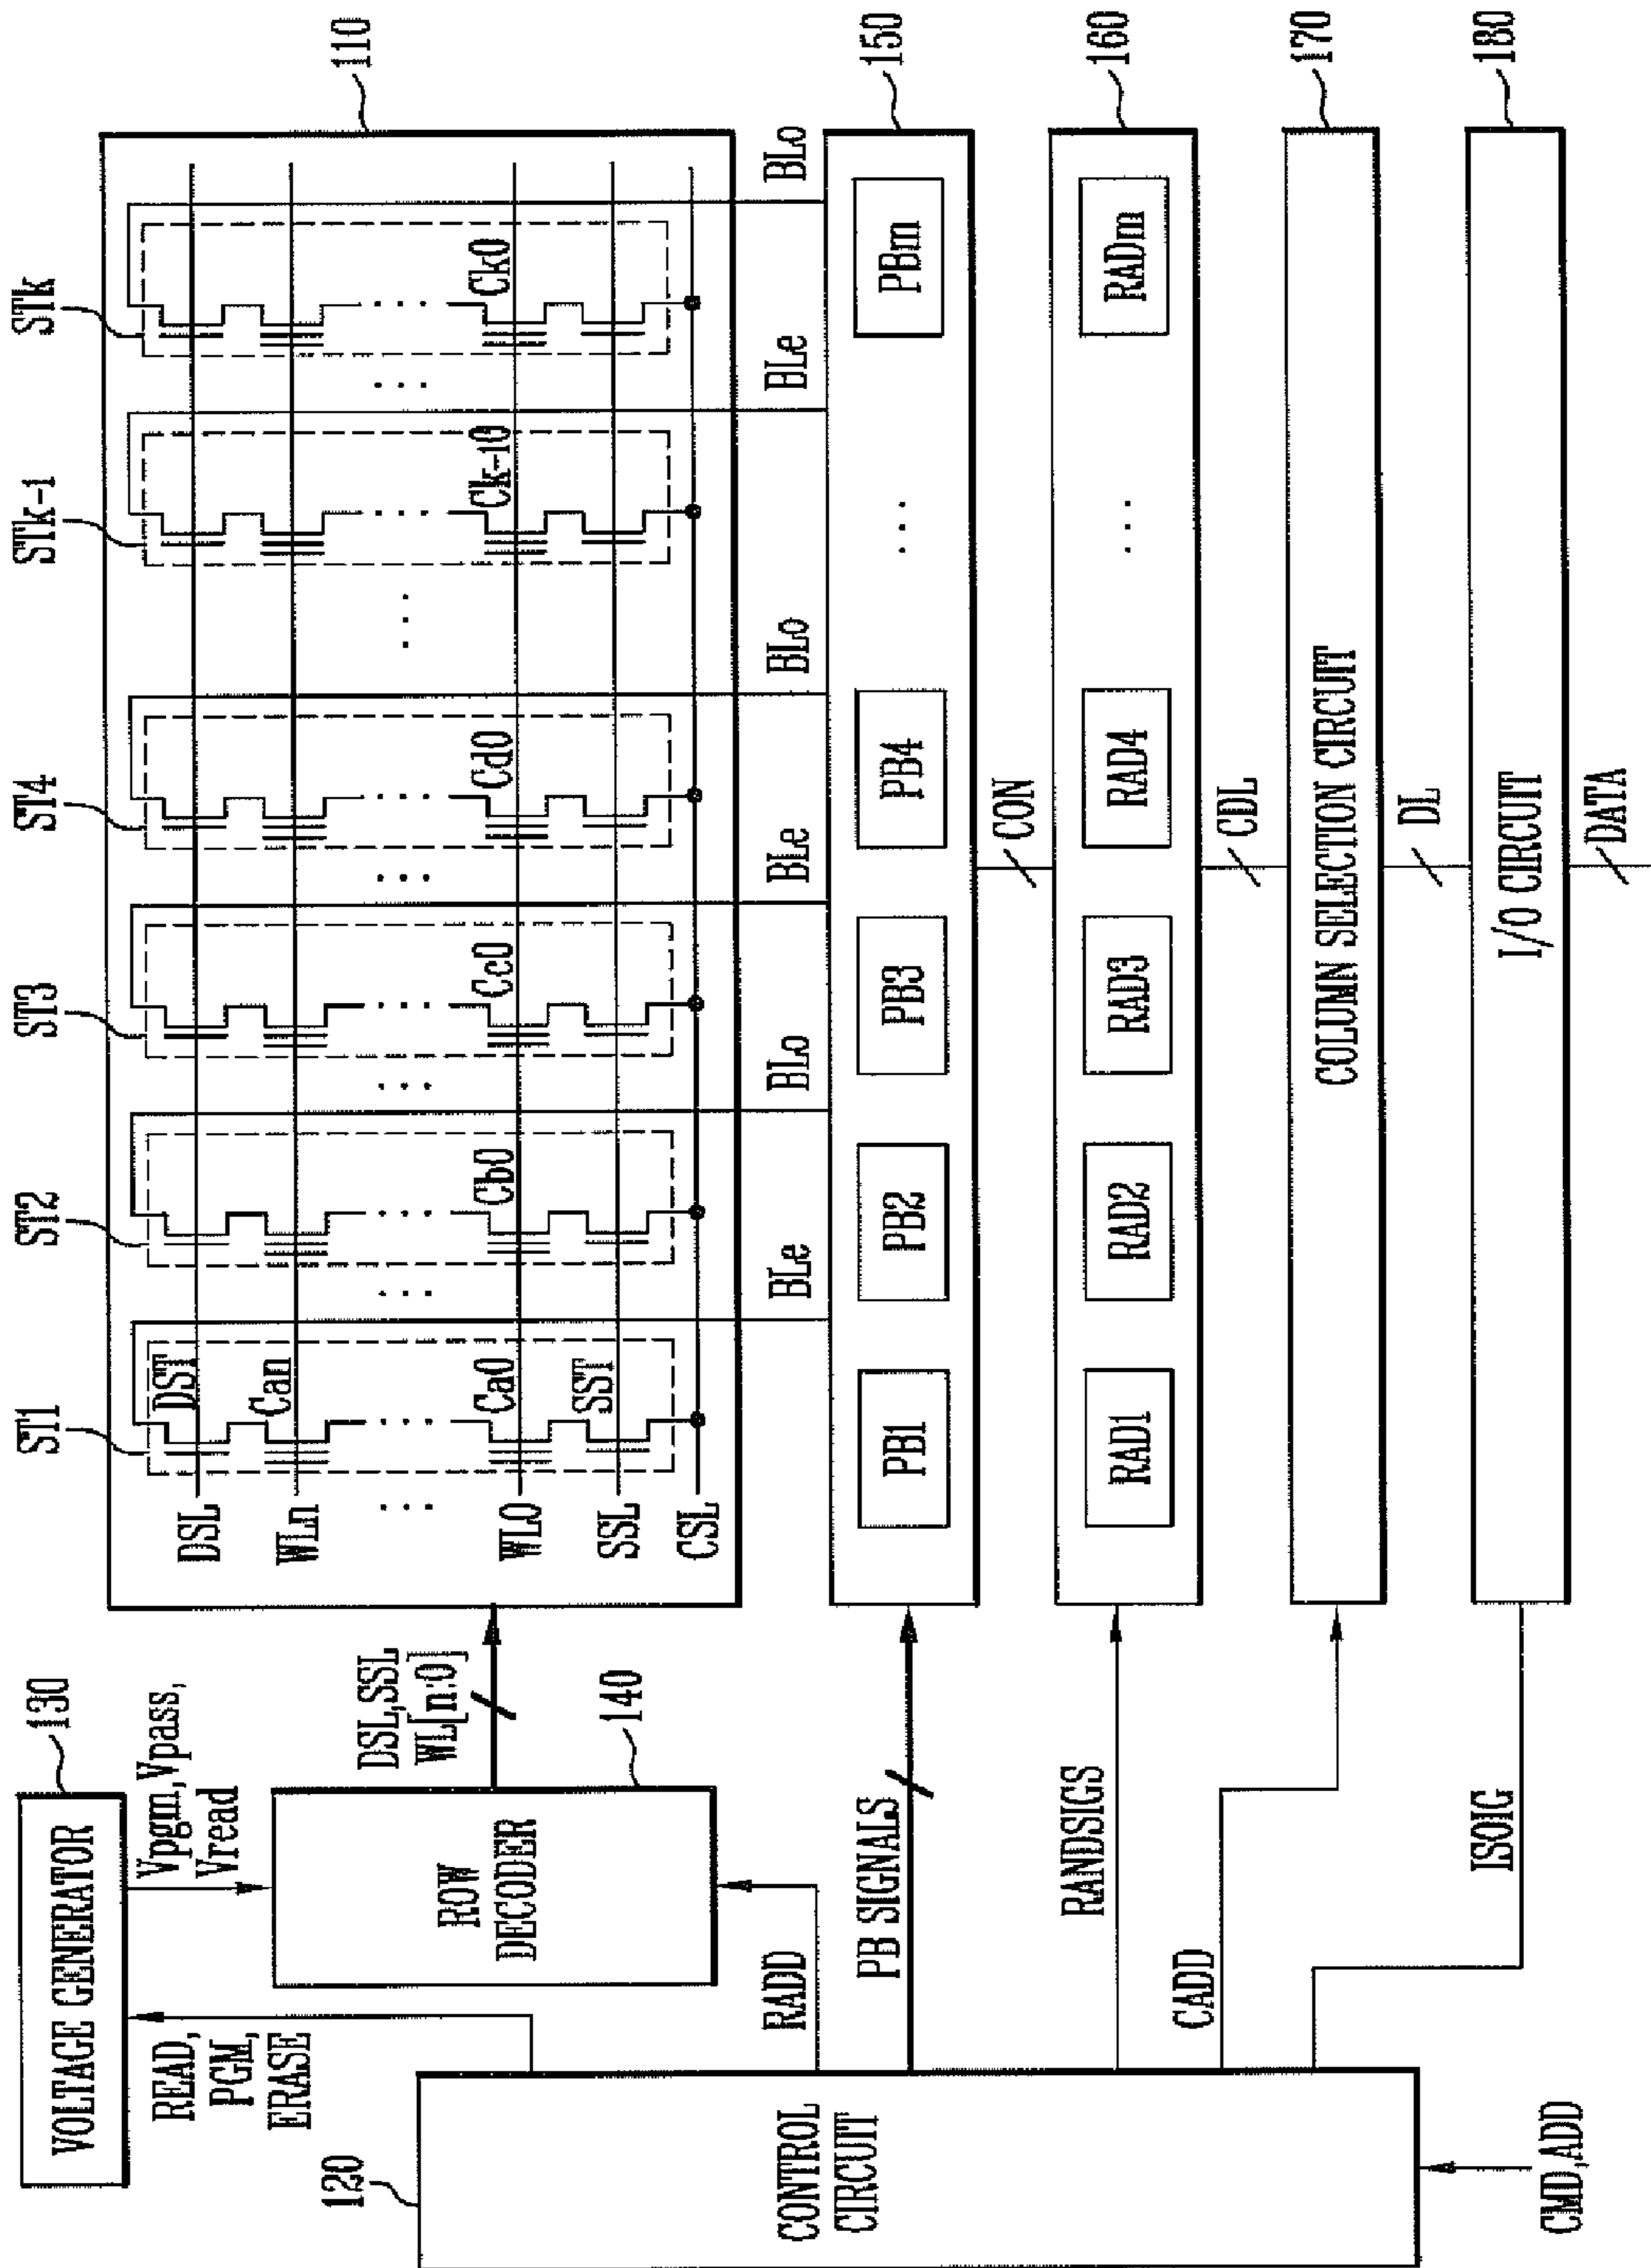 130
VOLTAGE GENERATOR
Vpgm,Vpass,
Vread
READ,
PGM,
ERASE
ROW
DECODER
140
DSL,SSL
WL[n:0]
120
CONTROL
CIRCUIT
CMD,ADD
RADD
PB SIGNALS
RANDSIGS
CADD
ISOIG
ST1
ST2
ST3
ST4
STk-1
STk
110
DSL
DST
WLn
Can
...
...
...
...
...
...
...
WL0
Ca0
Cb0
Cc0
Cd0
Ck-10
Ck0
SSL
SST
CSL
BLe
BLo
BLe
BLo
BLe
BLo
PB1
PB2
PB3
PB4
...
PBm
150
CON
RAD1
RAD2
RAD3
RAD4
...
RADm
160
CDL
COLUMN SELECTION CIRCUIT
170
DL
I/O CIRCUIT
180
DATA